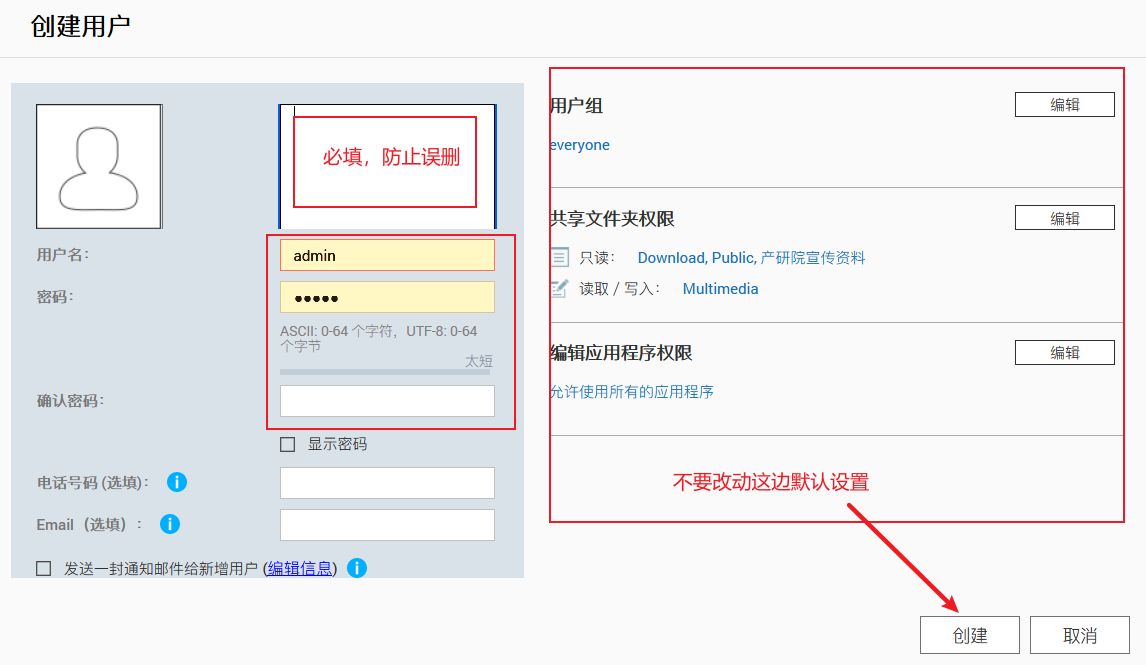 创建用户
必填，防止误删
用户名：
admin
密码：
●●●●●
ASCII: 0-64 个字符，UTF-8: 0-64
个字节
太短
确认密码：
显示密码
电话号码 (选填)：
Email（选填）：
发送一封通知邮件给新增用户 (编辑信息)
用户组
编辑
everyone
共享文件夹权限
编辑
只读： Download, Public, 产研院宣传资料
读取 / 写入： Multimedia
编辑应用程序权限
编辑
允许使用所有的应用程序
不要改动这边默认设置
创建
取消